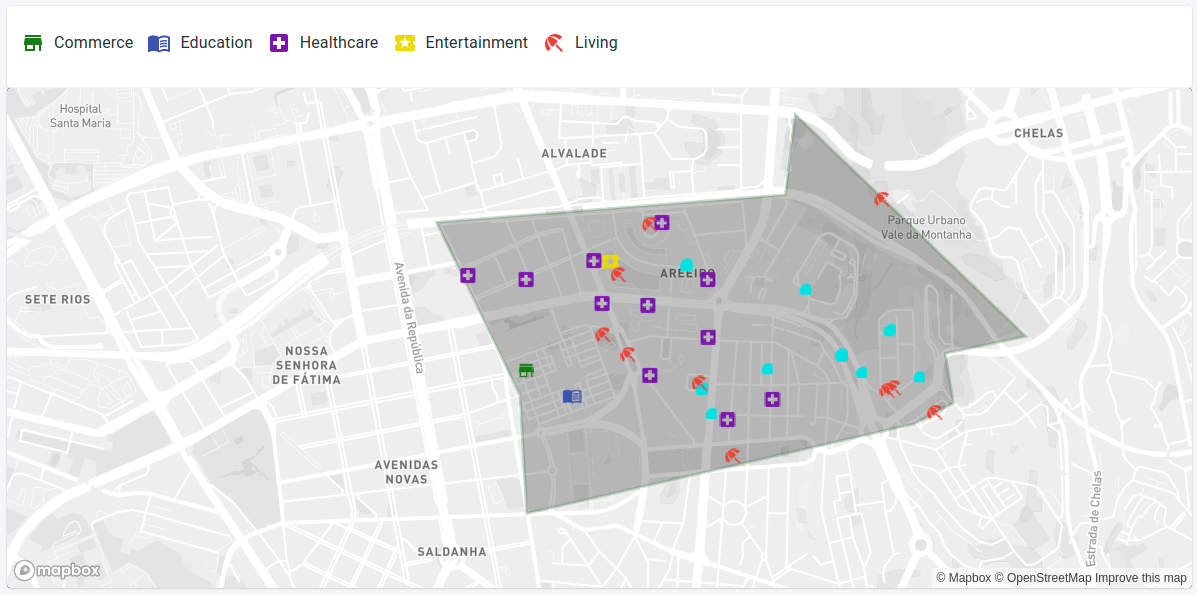 Commerce
Education
Healthcare
Entertainment
Living
Hospital
Santa Maria
ALVALADE
CHELAS
Parque Urbano
Vale da Montanha
AREEIRO
SETE RIOS
Avenida da República
NOSSA
SENHORA
DE FÁTIMA
AVENIDAS
NOVAS
SALDANHA
Estrada de Chelas
mapbox
© Mapbox © OpenStreetMap Improve this map